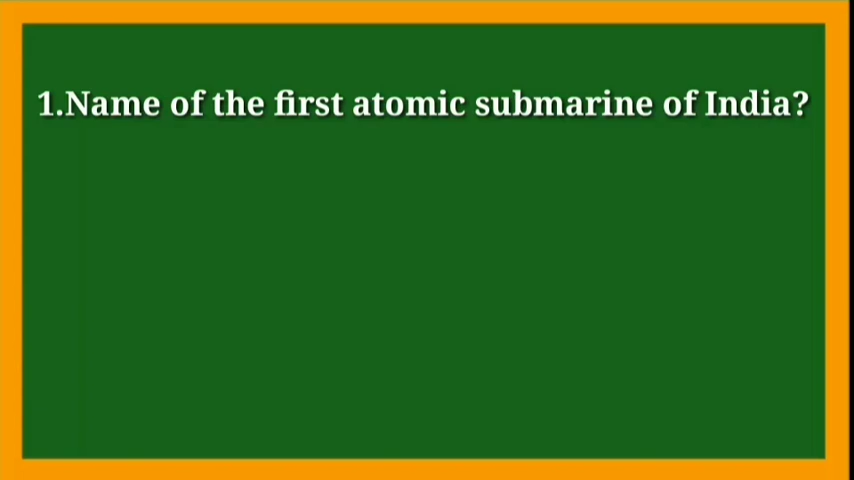 1.Name of the first atomic submarine of India?